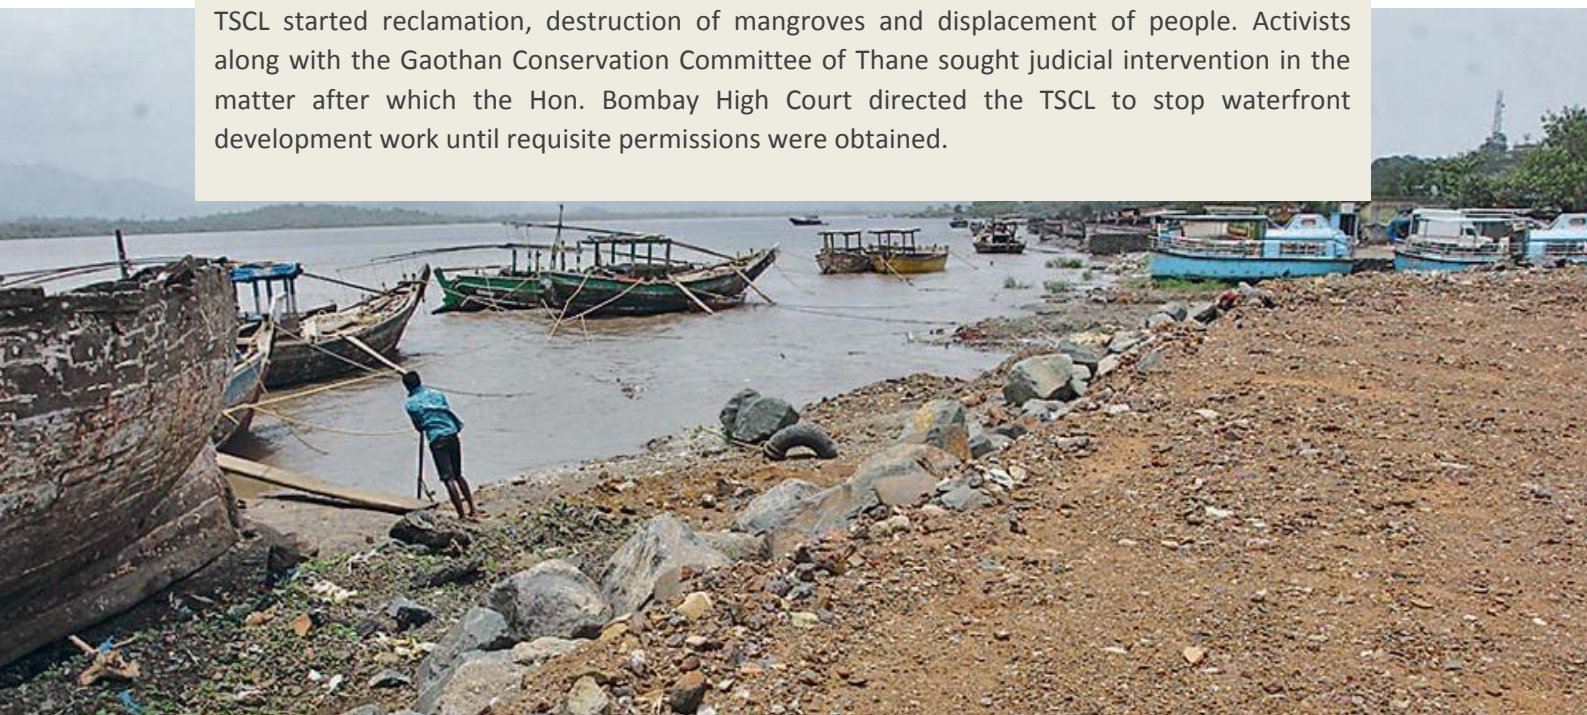 TSCL started reclamation, destruction of mangroves and displacement of people. Activists
along with the Gaothan Conservation Committee of Thane sought judicial intervention in the
matter after which the Hon. Bombay High Court directed the TSCL to stop waterfront
development work until requisite permissions were obtained.